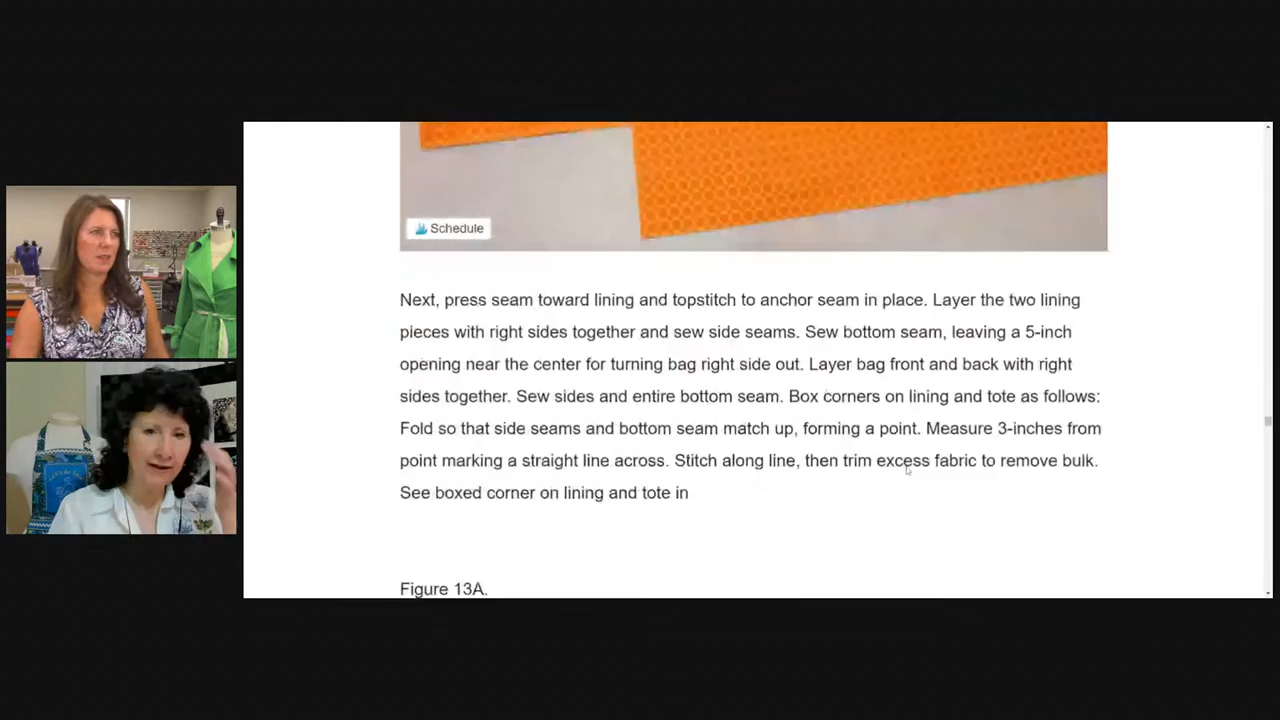 Schedule
Next, press seam toward lining and topstitch to anchor seam in place. Layer the two lining
pieces with right sides together and sew side seams. Sew bottom seam, leaving a 5-inch
opening near the center for turning bag right side out. Layer bag front and back with right
sides together. Sew sides and entire bottom seam. Box corners on lining and tote as follows:
Fold so that side seams and bottom seam match up, forming a point. Measure 3-inches from
point marking a straight line across. Stitch along line, then trim excess fabric to remove bulk.
See boxed corner on lining and tote in
Figure 13A.